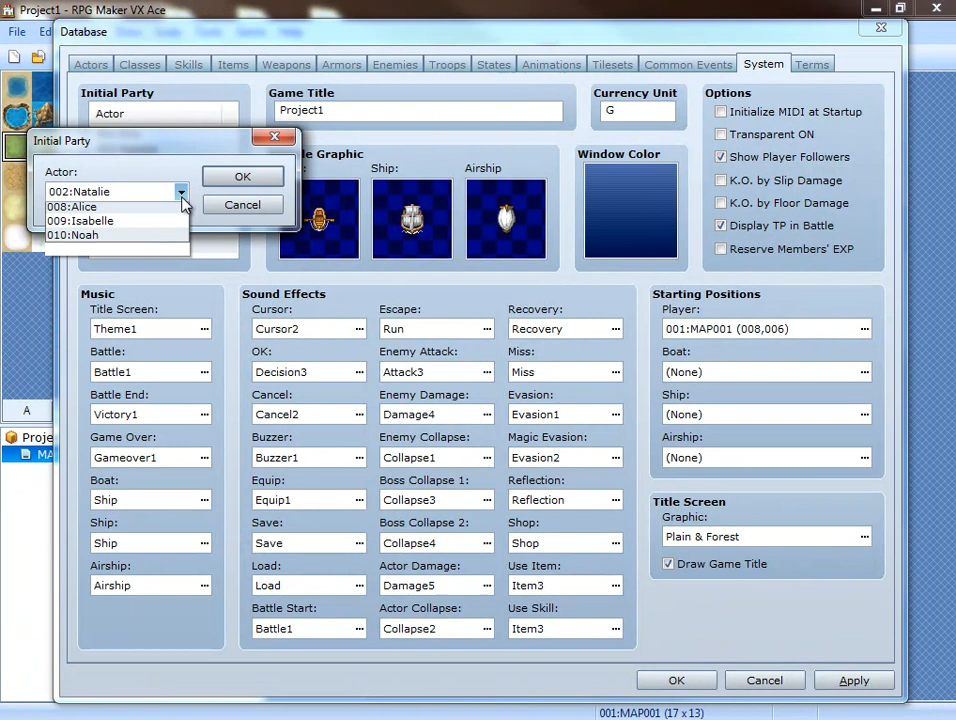 Project1 - RPG Maker VX Ace
File
Database
Actors Classes Skills Items Weapons Armors Enemies Troops States Animations Tilesets Common Events System Terms
Initial Party
Actor
Initial Party
Actor:
002:Natalie
008:Alice
009:Isabelle
010:Noah
OK
Cancel
Game Title
Project1
Currency Unit
G
Graphic
Ship:
Airship
Window Color
Options
Initialize MIDI at Startup
Transparent ON
Show Player Followers
K.O. by Slip Damage
K.O. by Floor Damage
Display TP in Battle
Reserve Members' EXP
Music
Title Screen:
Theme1
Battle:
Battle1
Battle End:
Victory1
Game Over:
Gameover1
Boat:
Ship
Ship:
Ship
Airship:
Airship
Sound Effects
Cursor:
Cursor2
OK:
Decision3
Cancel:
Cancel2
Buzzer:
Buzzer1
Equip:
Equip1
Save:
Save
Load:
Load
Battle Start:
Battle1
Escape:
Run
Enemy Attack:
Attack3
Enemy Damage:
Damage4
Enemy Collapse:
Collapse1
Boss Collapse 1:
Collapse3
Boss Collapse 2:
Collapse4
Actor Damage:
Damage5
Actor Collapse:
Collapse2
Recovery:
Recovery
Miss:
Miss
Evasion:
Evasion1
Magic Evasion:
Evasion2
Reflection:
Reflection
Shop:
Shop
Use Item:
Item3
Use Skill:
Item3
Starting Positions
Player:
001:MAP001 (008,006)
Boat:
(None)
Ship:
(None)
Airship:
(None)
Title Screen
Graphic:
Plain & Forest
Draw Game Title
OK
Cancel
Apply
A
001:MAP001 (17 x 13)